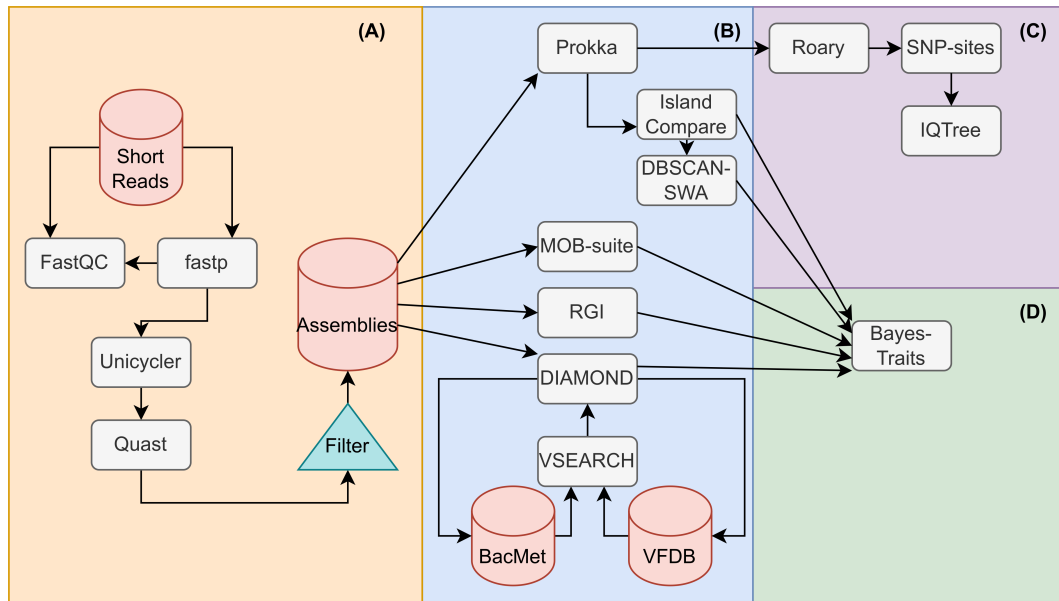 (A)
Short
Reads
FastQC
fastp
Unicycler
Quast
Filter
Assemblies
(B)
Prokka
Island
Compare
DBSCAN-
SWA
MOB-suite
RGI
DIAMOND
VSEARCH
BacMet
VFDB
(C)
Roary
SNP-sites
IQTree
(D)
Bayes-
Traits